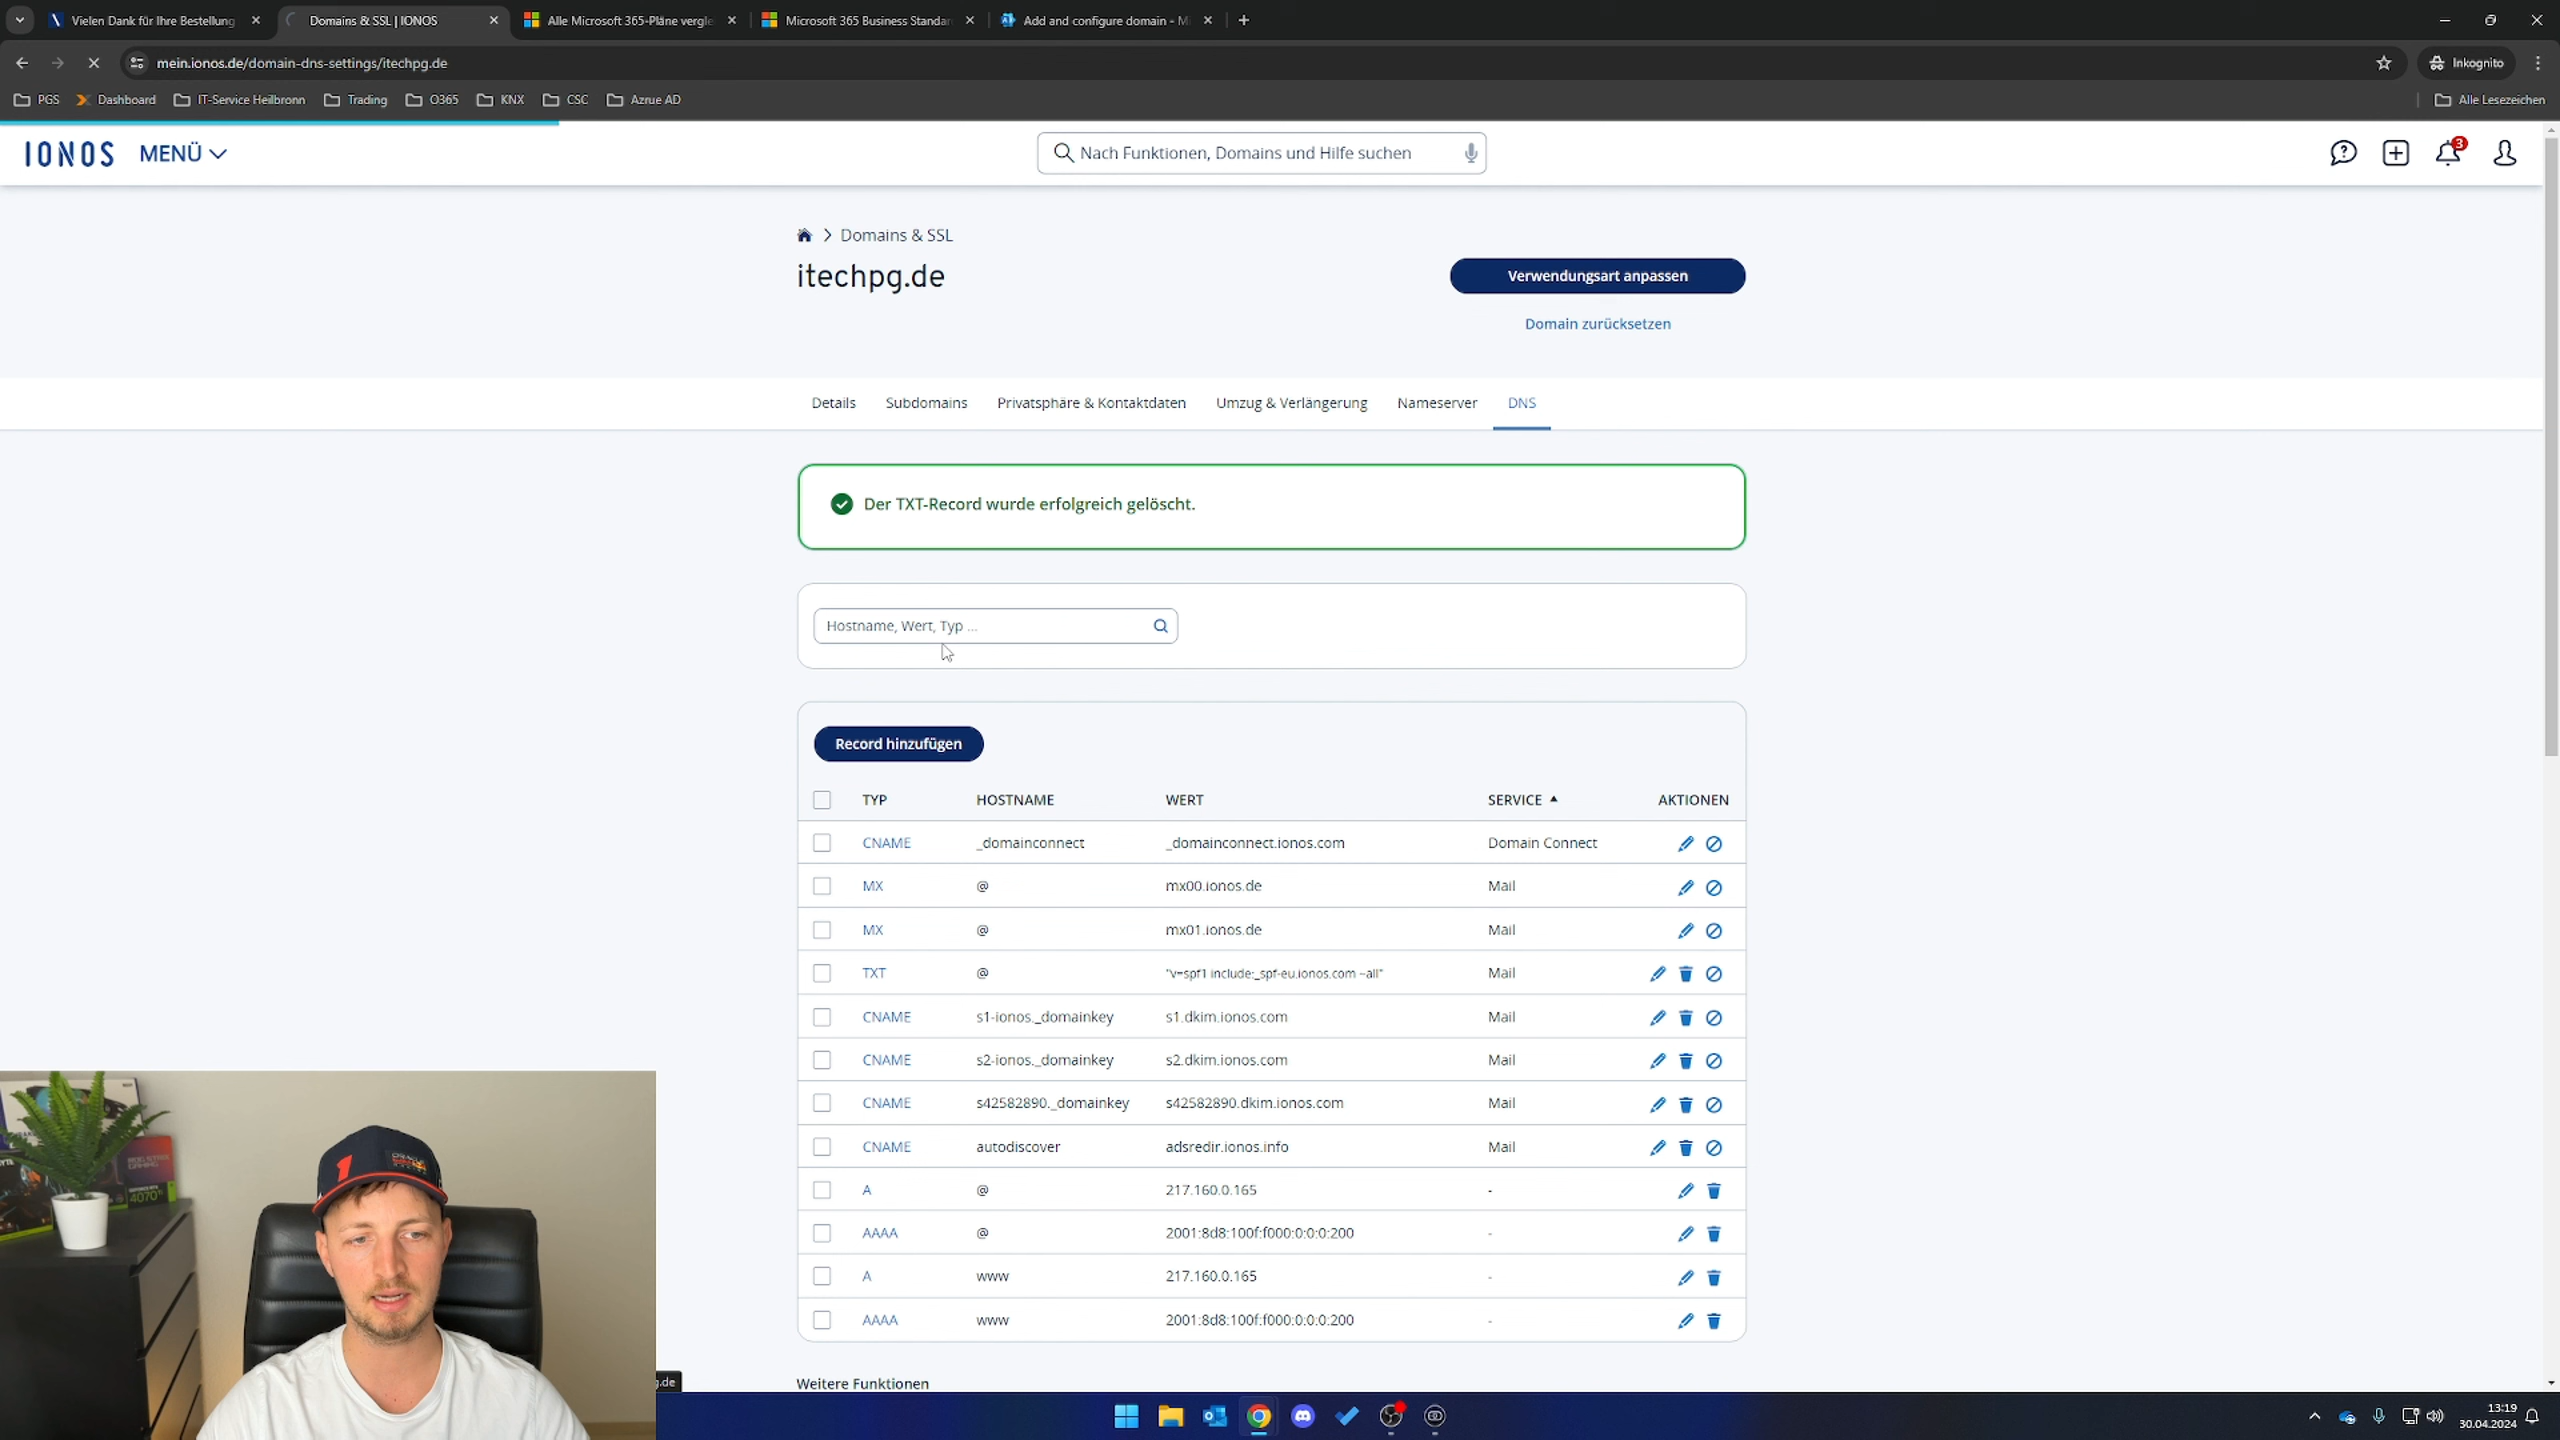 Vielen Dank für Ihre Bestellung
Domains & SSL | IONOS
Alle Microsoft 365-Pläne vergle
Microsoft 365 Business Standar
Add and configure domain - M
mein.ionos.de/domain-dns-settings/itechpg.de
Inkognito
PGS
Dashboard
IT-Service Heilbronn
Trading
O365
KNX
CSC
Azrue AD
Alle Lesezeichen
IONOS
MENÜ
Nach Funktionen, Domains und Hilfe suchen
3
Domains & SSL
itechpg.de
Verwendungsart anpassen
Domain zurücksetzen
Details
Subdomains
Privatsphäre & Kontaktdaten
Umzug & Verlängerung
Nameserver
DNS
Der TXT-Record wurde erfolgreich gelöscht.
Hostname, Wert, Typ ...
Record hinzufügen
TYP HOSTNAME WERT SERVICE AKTIONEN
CNAME _domainconnect _domainconnect.ionos.com Domain Connect
MX @ mx00.ionos.de Mail
MX @ mx01.ionos.de Mail
TXT @ "v=spf1 include:_spf-eu.ionos.com ~all" Mail
CNAME s1-ionos._domainkey s1.dkim.ionos.com Mail
CNAME s2-ionos._domainkey s2.dkim.ionos.com Mail
CNAME s42582890._domainkey s42582890.dkim.ionos.com Mail
CNAME autodiscover adsredir.ionos.info Mail
A @ 217.160.0.165 -
AAAA @ 2001:8d8:100f:f000:0:0:0:200 -
A www 217.160.0.165 -
AAAA www 2001:8d8:100f:f000:0:0:0:200 -
Weitere Funktionen
g.de
4070 Ti
1
ORACLE
13:19
30.04.2024